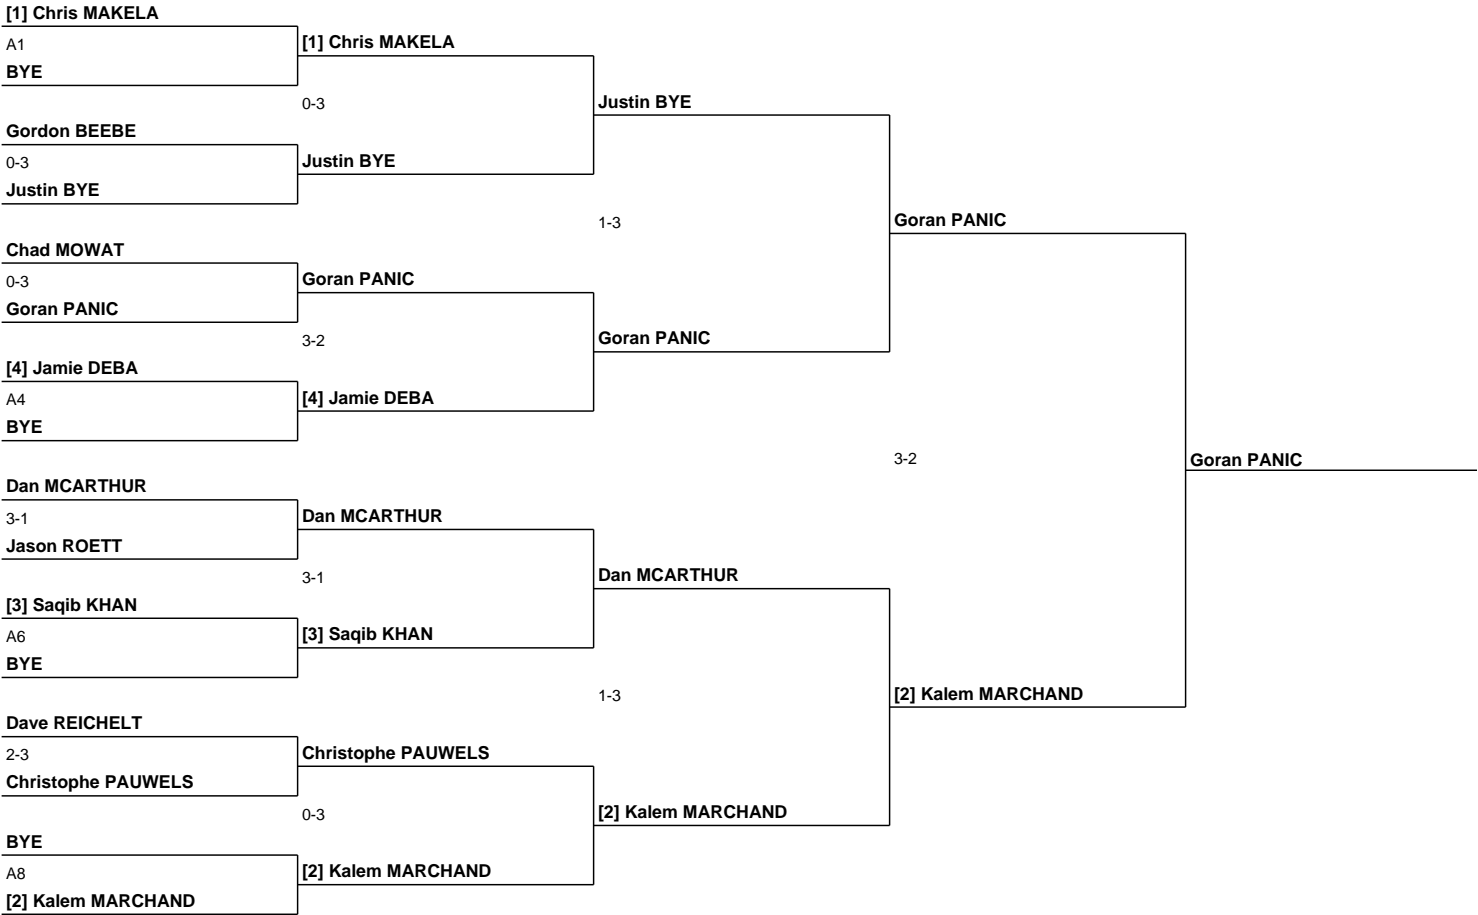 [1] Chris MAKELA
A1
BYE
[1] Chris MAKELA
0-3
Justin BYE
Gordon BEEBE
0-3
Justin BYE
Justin BYE
1-3
Goran PANIC
Chad MOWAT
0-3
Goran PANIC
Goran PANIC
3-2
Goran PANIC
[4] Jamie DEBA
A4
BYE
[4] Jamie DEBA
3-2
Goran PANIC
Dan MCARTHUR
3-1
Jason ROETT
Dan MCARTHUR
3-1
Dan MCARTHUR
[3] Saqib KHAN
A6
BYE
[3] Saqib KHAN
1-3
[2] Kalem MARCHAND
Dave REICHELT
2-3
Christophe PAUWELS
Christophe PAUWELS
0-3
[2] Kalem MARCHAND
BYE
A8
[2] Kalem MARCHAND
[2] Kalem MARCHAND